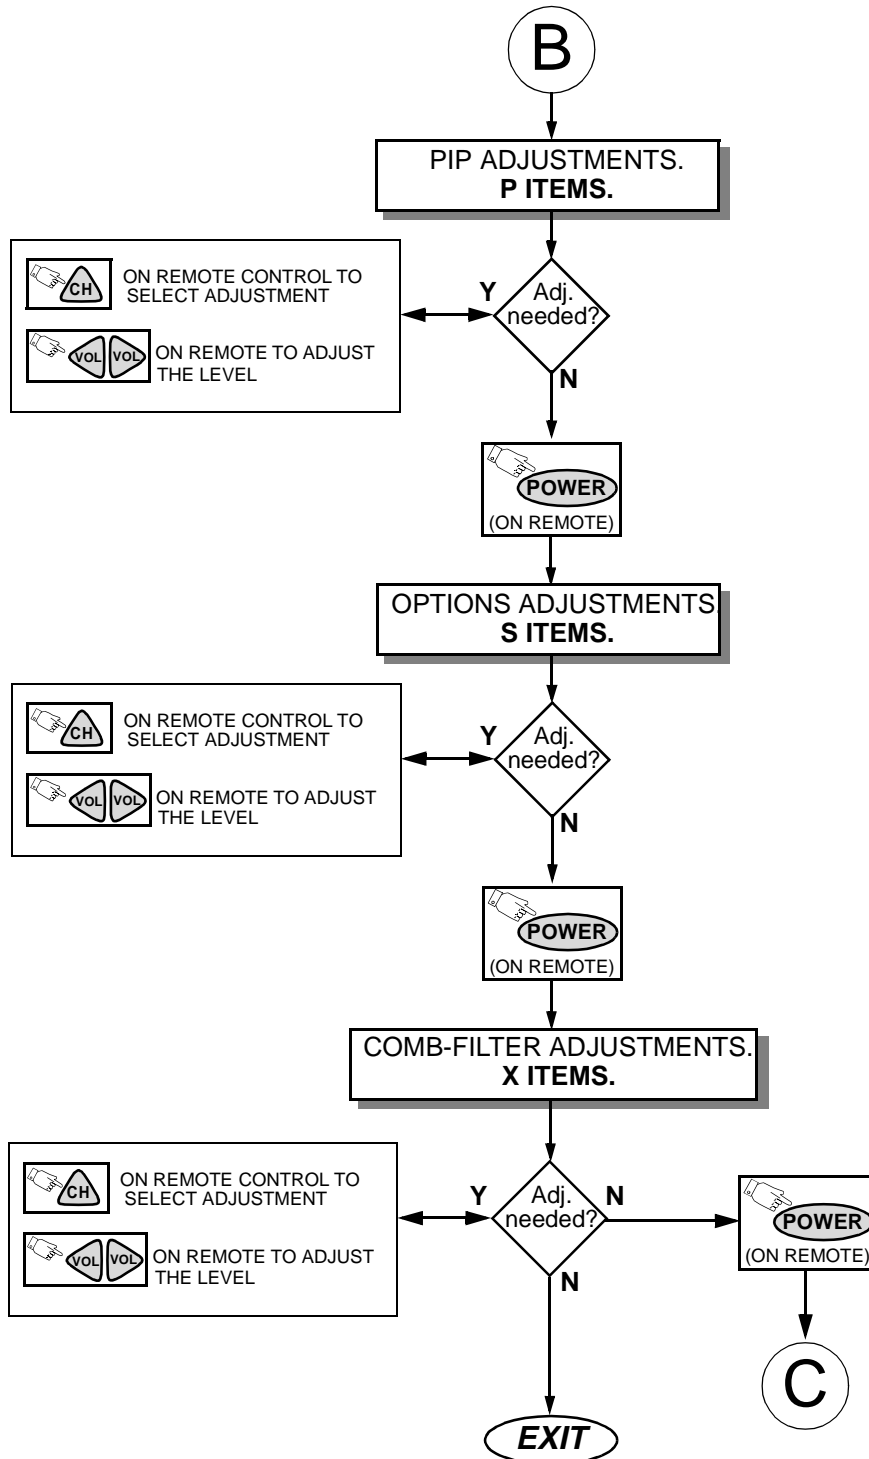 B
PIP ADJUSTMENTS.
P ITEMS.
CH ON REMOTE CONTROL TO
SELECT ADJUSTMENT
VOL VOL ON REMOTE TO ADJUST
THE LEVEL
Y
Adj.
needed?
N
POWER
(ON REMOTE)
OPTIONS ADJUSTMENTS.
S ITEMS.
CH ON REMOTE CONTROL TO
SELECT ADJUSTMENT
VOL VOL ON REMOTE TO ADJUST
THE LEVEL
Y
Adj.
needed?
N
POWER
(ON REMOTE)
COMB-FILTER ADJUSTMENTS.
X ITEMS.
CH ON REMOTE CONTROL TO
SELECT ADJUSTMENT
VOL VOL ON REMOTE TO ADJUST
THE LEVEL
Y
Adj.
needed?
N
N
POWER
(ON REMOTE)
C
EXIT